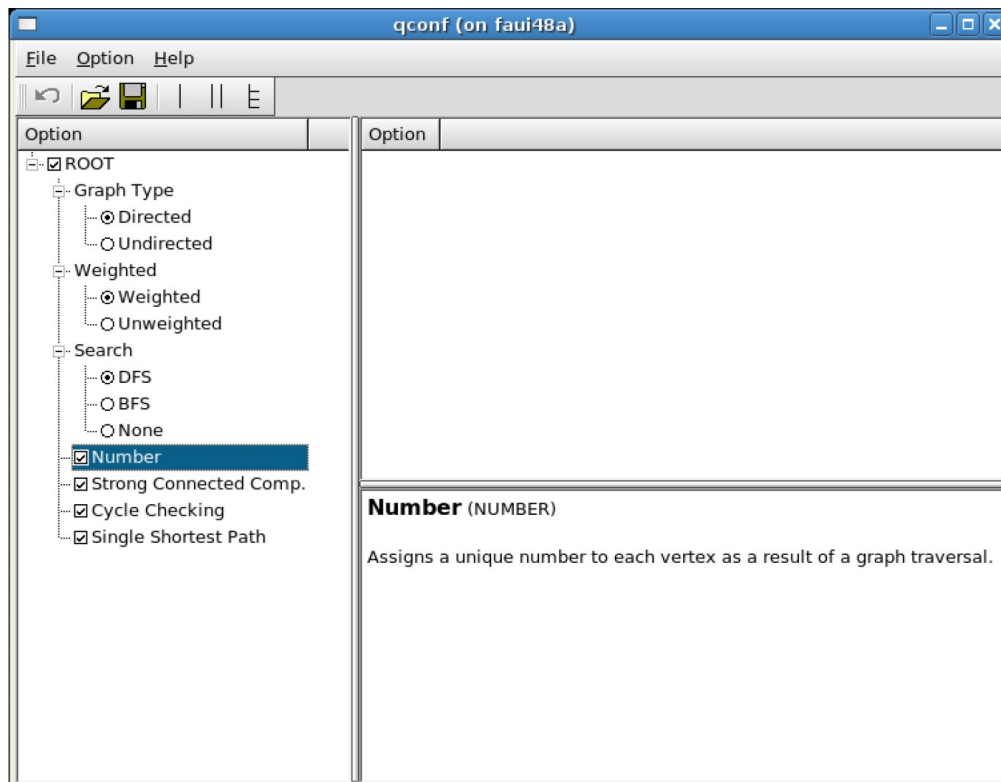 qconf (on faui48a)
File Option Help
Option
ROOT
Graph Type
Directed
Undirected
Weighted
Weighted
Unweighted
Search
DFS
BFS
None
Number
Strong Connected Comp.
Cycle Checking
Single Shortest Path
Option
Number (NUMBER)
Assigns a unique number to each vertex as a result of a graph traversal.